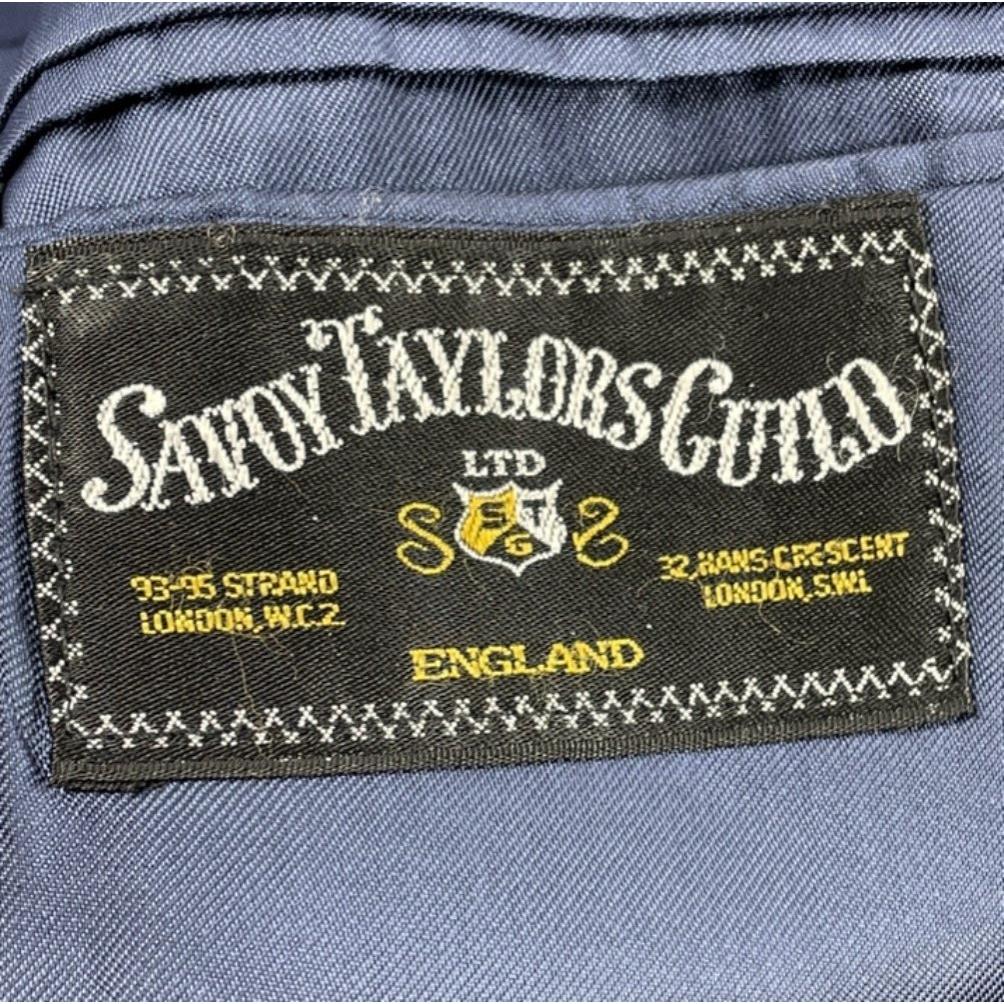 SAVOY TAYLORS GUILD
LTD
S T
G
93-95 STRAND
LONDON, W.C.2.
32, HANS CRESCENT
LONDON, S.W.1.
ENGLAND